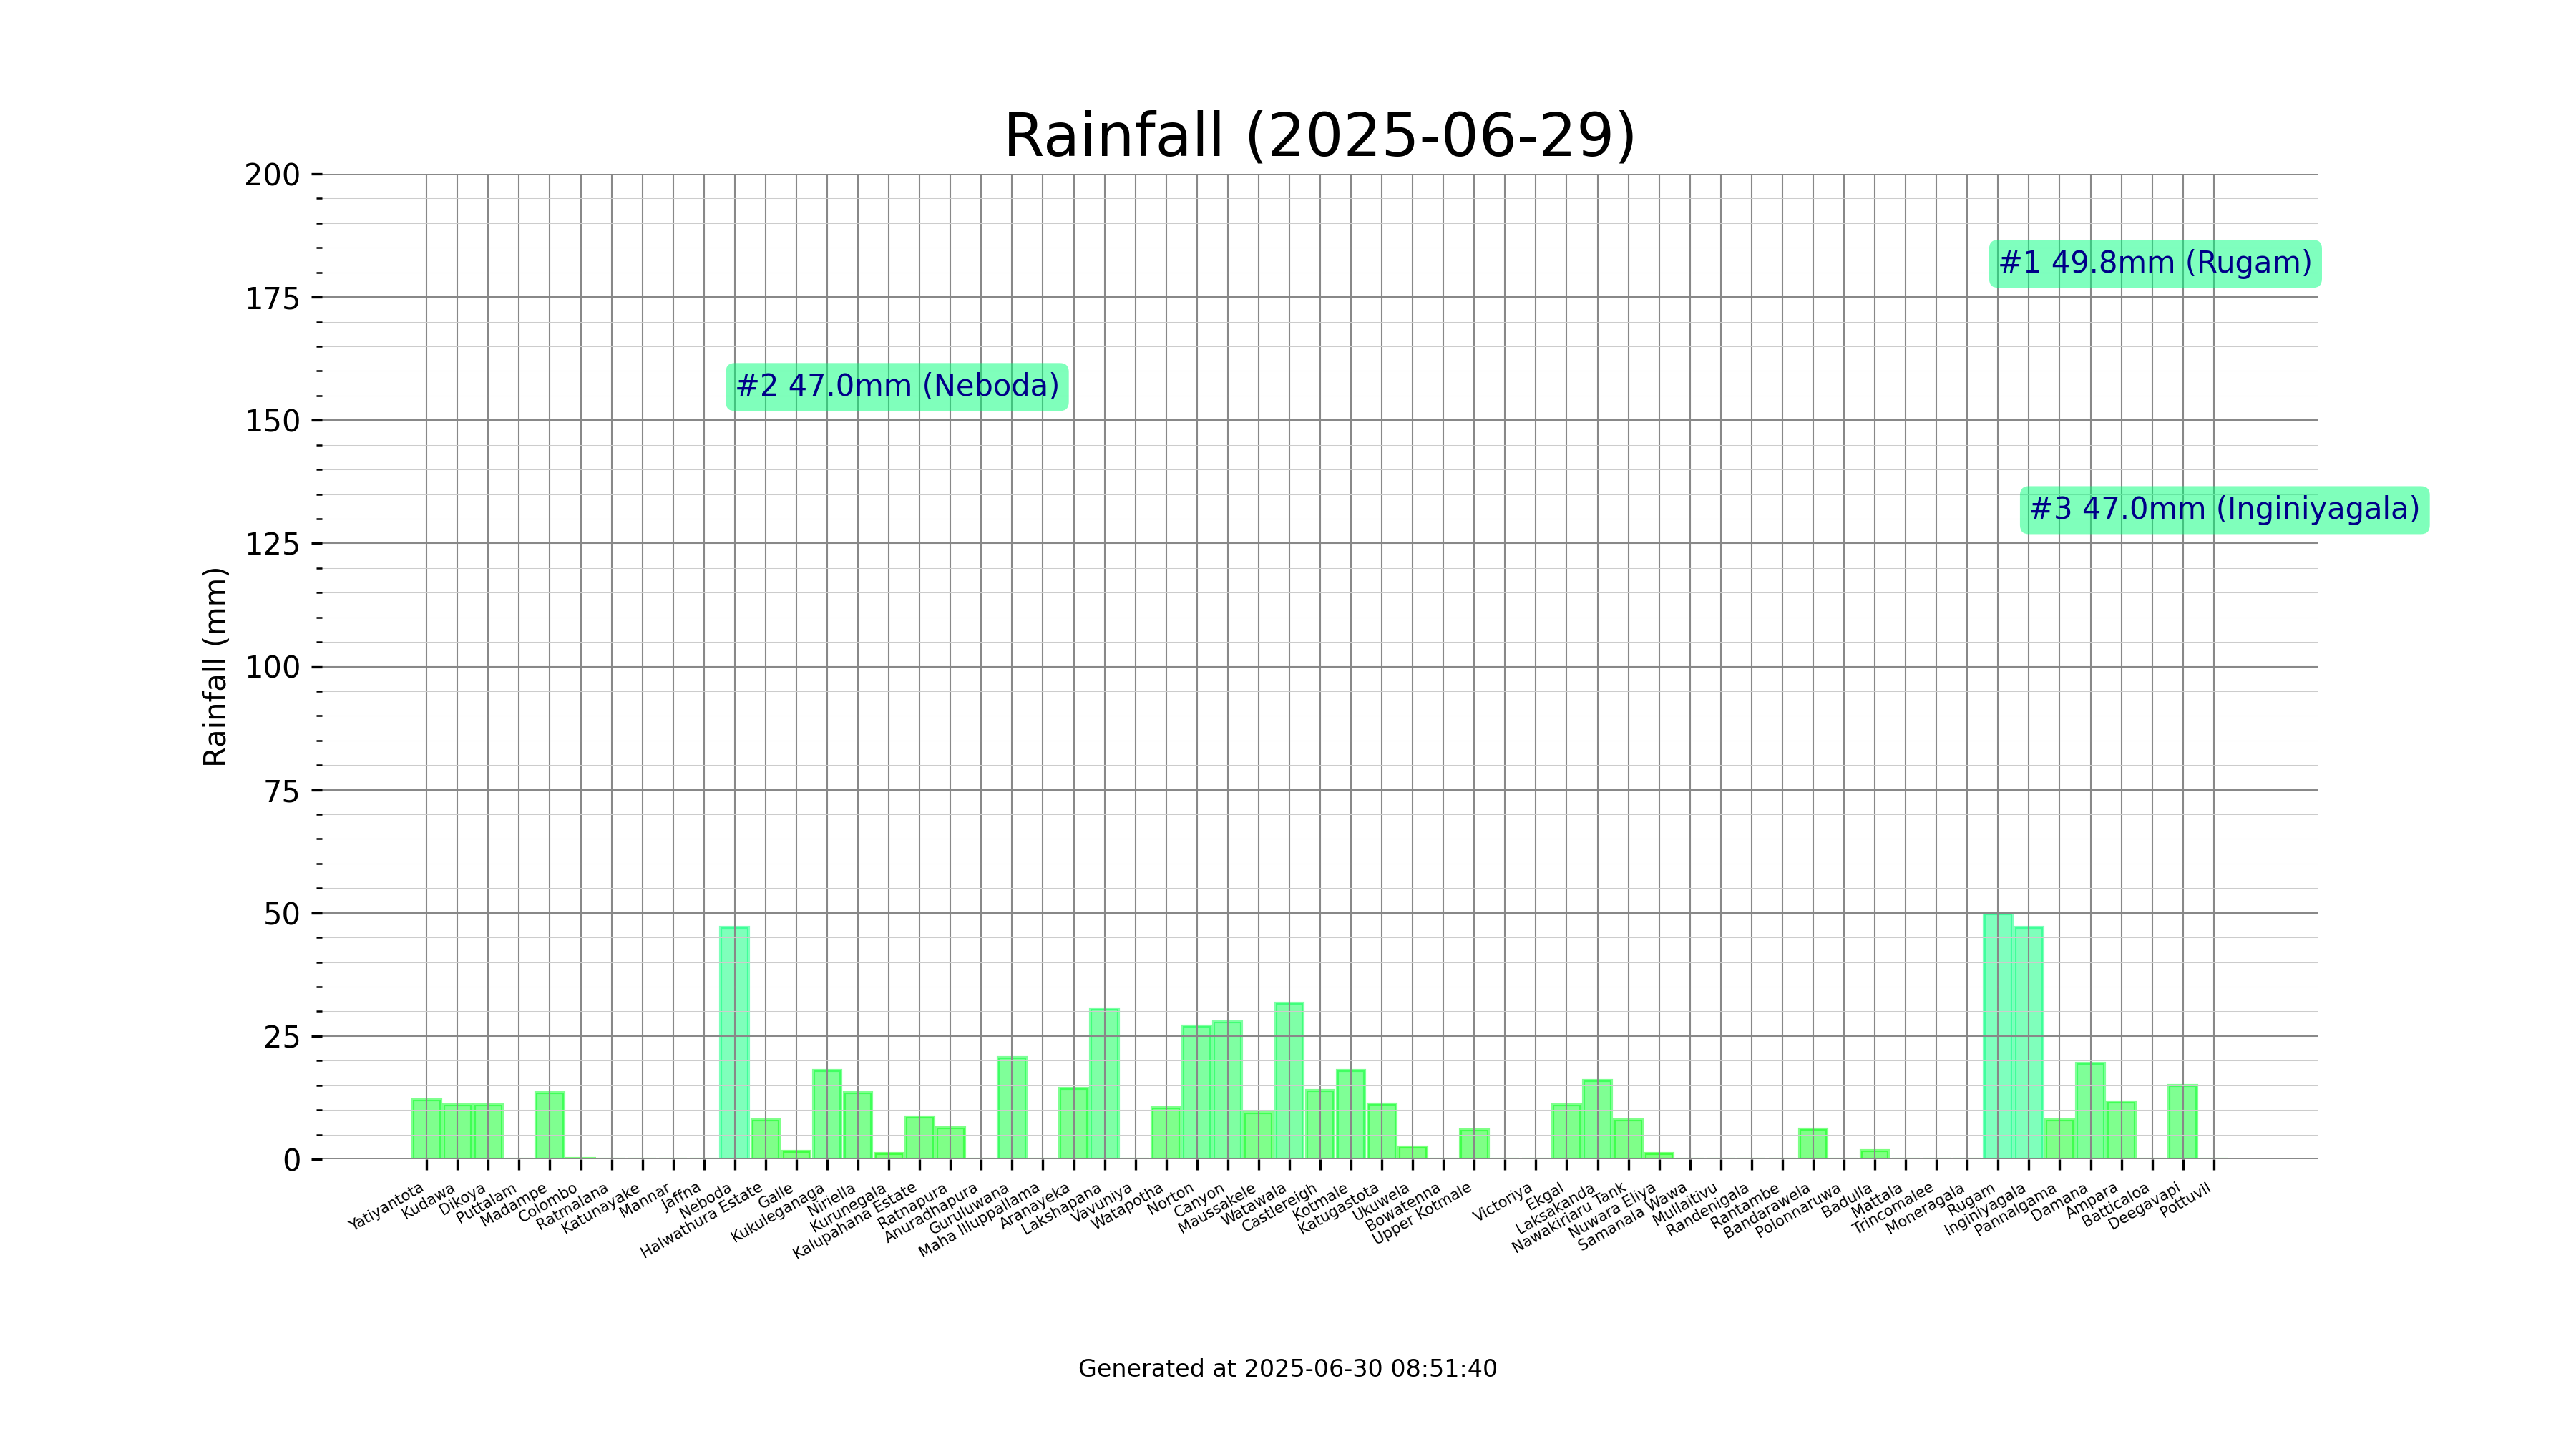 Rainfall (2025-06-29)
200
175
150
125
100
75
50
25
0
Rainfall (mm)
#1 49.8mm (Rugam)
#2 47.0mm (Neboda)
#3 47.0mm (Inginiyagala)
Yatiyantota
Kudawa
Dikoya
Puttalam
Madampe
Colombo
Ratmalana
Katunayake
Mannar
Jaffna
Neboda
Halwathura Estate
Galle
Kukuleganaga
Niriella
Kurunegala
Kalupahana Estate
Ratnapura
Anuradhapura
Guruluwana
Maha Illuppallama
Aranayeka
Lakshapana
Vavuniya
Watapotha
Norton
Canyon
Maussakele
Watawala
Castlereigh
Kotmale
Katugastota
Ukuwela
Bowatenna
Upper Kotmale
Victoriya
Ekgal
Laksakanda
Nawakiriaru Tank
Nuwara Eliya
Samanala Wawa
Mullaitivu
Randenigala
Rantambe
Bandarawela
Polonnaruwa
Badulla
Mattala
Trincomalee
Moneragala
Rugam
Inginiyagala
Pannalgama
Damana
Ampara
Batticaloa
Deegavapi
Pottuvil
Generated at 2025-06-30 08:51:40